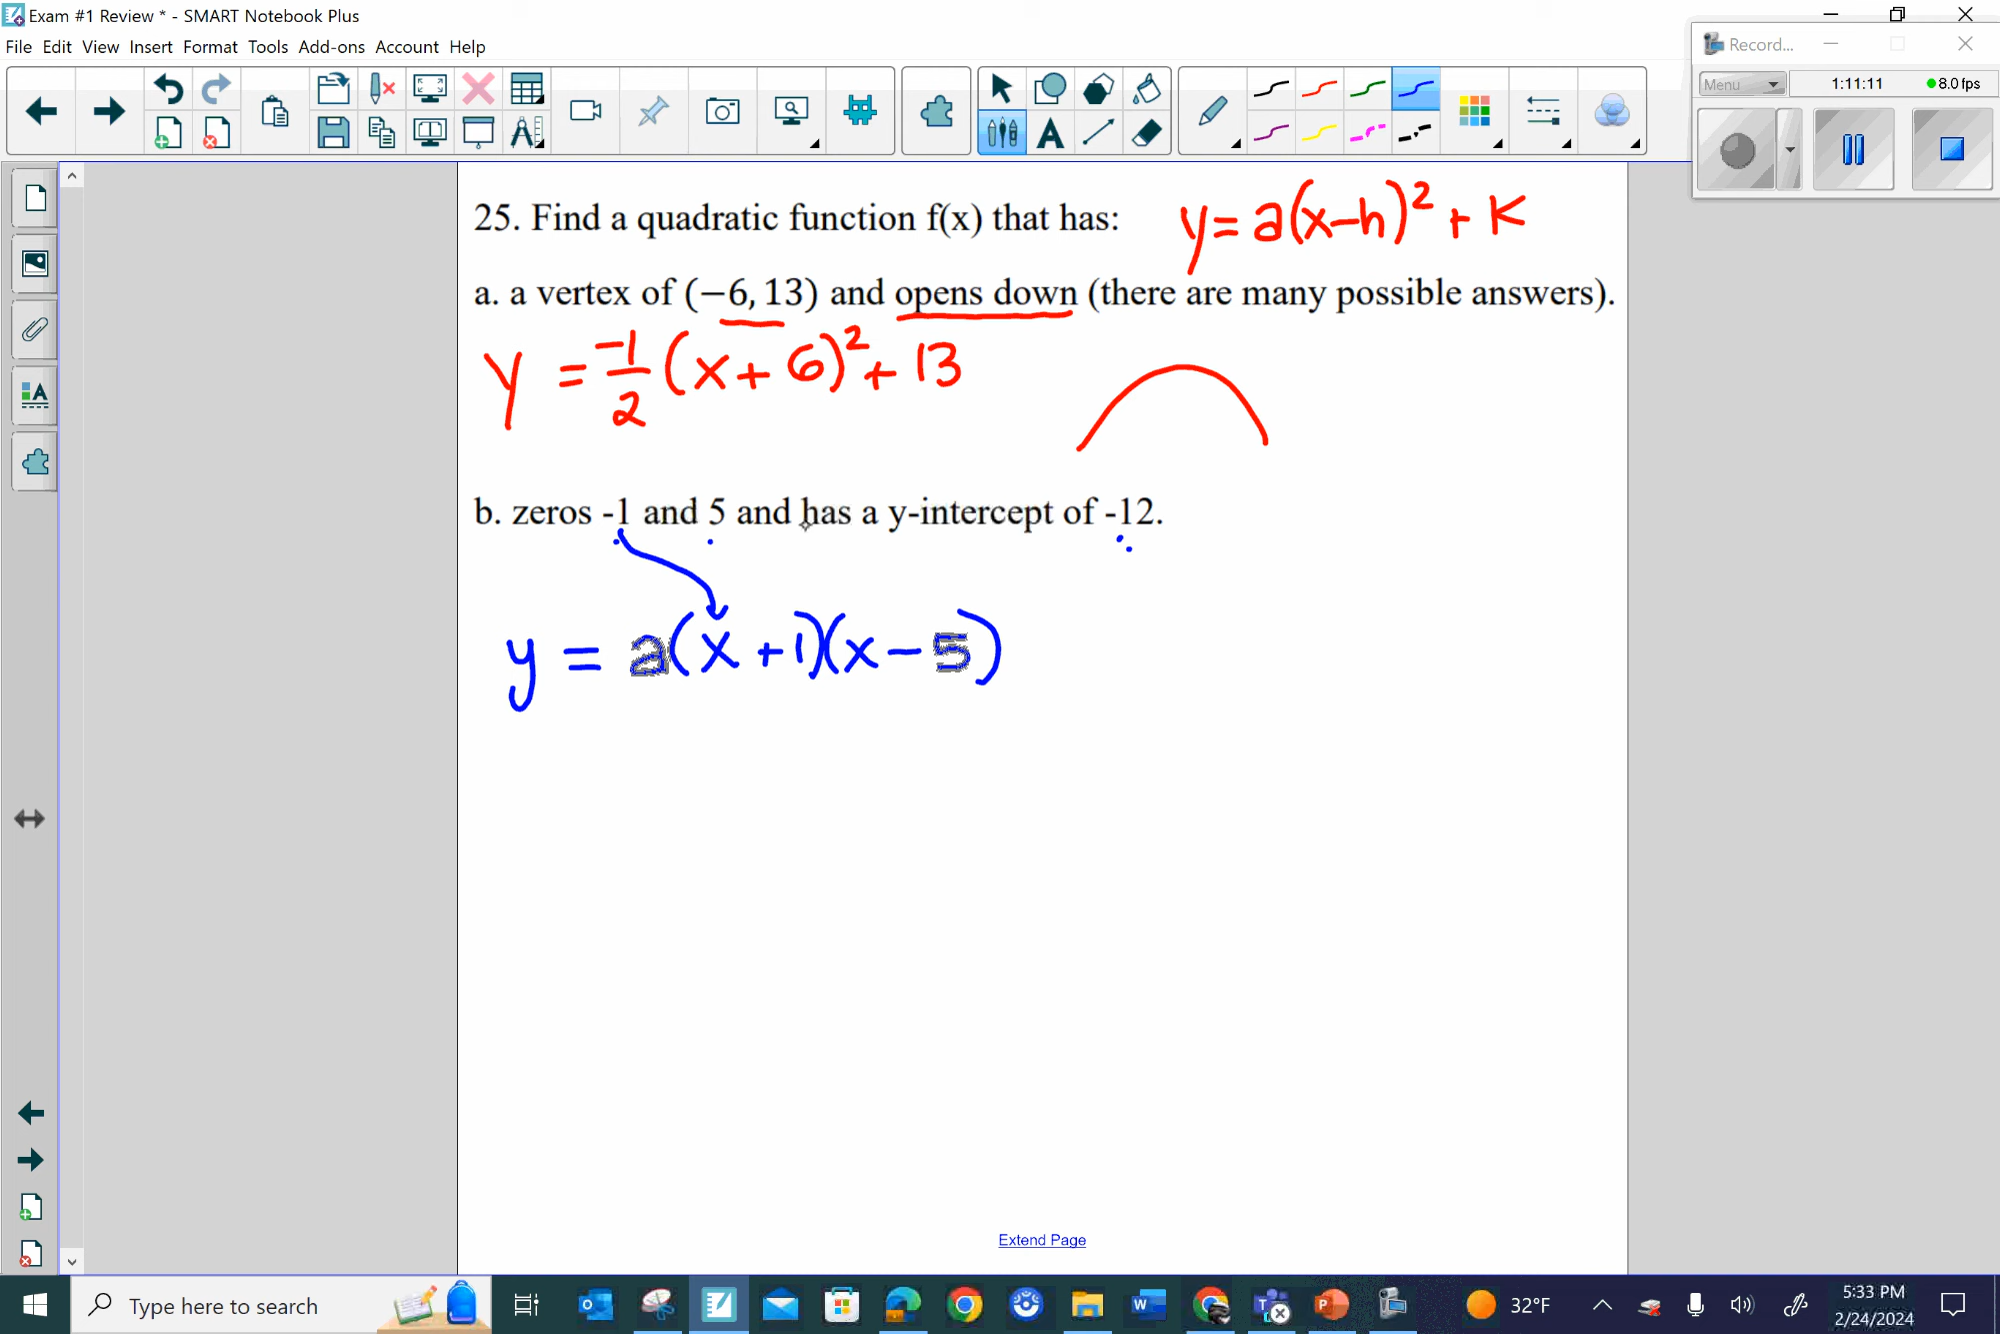 Exam #1 Review * - SMART Notebook Plus
File Edit View Insert Format Tools Add-ons Account Help
Record...
Menu 1:11:11 8.0 fps
25. Find a quadratic function f(x) that has: y = a(x-h)² + k
a. a vertex of (−6, 13) and opens down (there are many possible answers).
y = -1/2 (x + 6)² + 13
b. zeros -1 and 5 and has a y-intercept of -12.
y = a(x + 1)(x - 5)
Extend Page
Type here to search
32°F
5:33 PM
2/24/2024